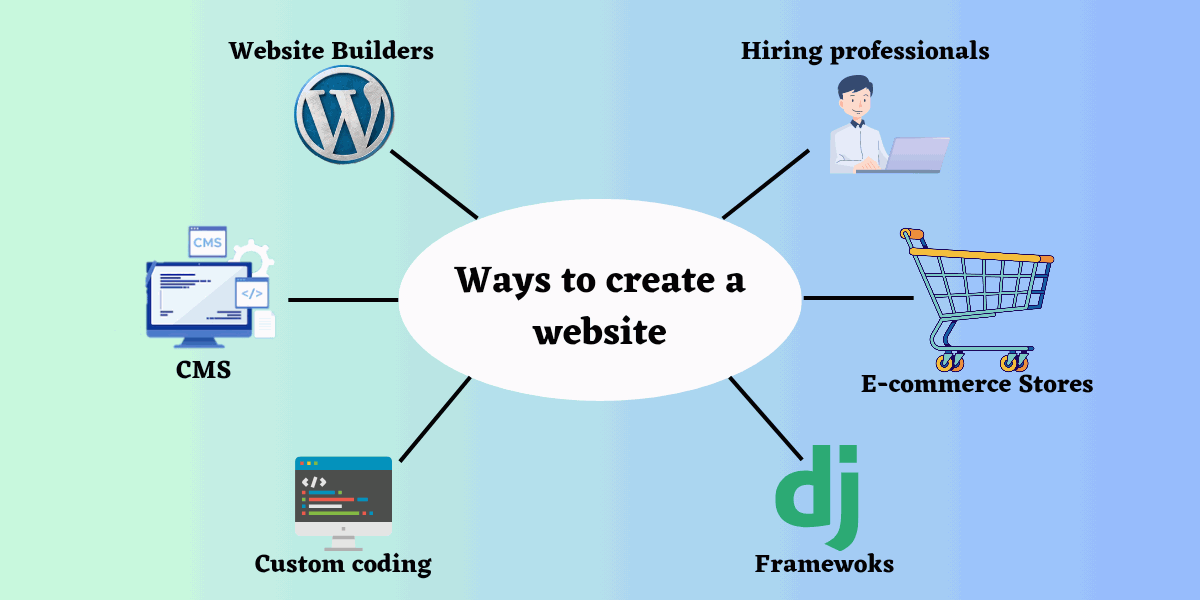 Website Builders
Hiring professionals
CMS
Ways to create a
website
</>
CMS
E-commerce Stores
</>
dj
Custom coding
Framewoks